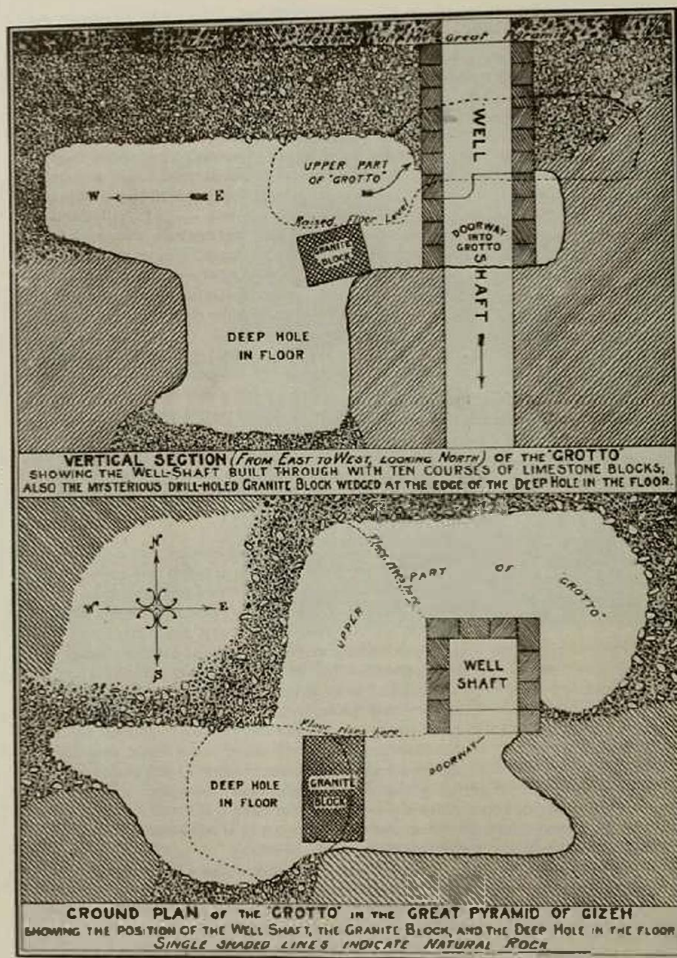 Great Pyramid
WELL
SHAFT
UPPER PART
OF "GROTTO"
W E
Raised Floor Level
GRANITE
BLOCK
DOORWAY
INTO
GROTTO
DEEP HOLE
IN FLOOR
VERTICAL SECTION (FROM EAST TO WEST, LOOKING NORTH) OF THE "GROTTO"
SHOWING THE WELL-SHAFT BUILT THROUGH WITH TEN COURSES OF LIMESTONE BLOCKS;
ALSO THE MYSTERIOUS DRILL-HOLED GRANITE BLOCK WEDGED AT THE EDGE OF THE DEEP HOLE IN THE FLOOR.
N
W E
S
Floor rises here
UPPER PART OF "GROTTO"
WELL
SHAFT
Floor rises here
DOORWAY
DEEP HOLE
IN FLOOR
GRANITE
BLOCK
GROUND PLAN OF THE "GROTTO" IN THE GREAT PYRAMID OF GIZEH
SHOWING THE POSITION OF THE WELL SHAFT, THE GRANITE BLOCK, AND THE DEEP HOLE IN THE FLOOR
SINGLE SHADED LINES INDICATE NATURAL ROCK